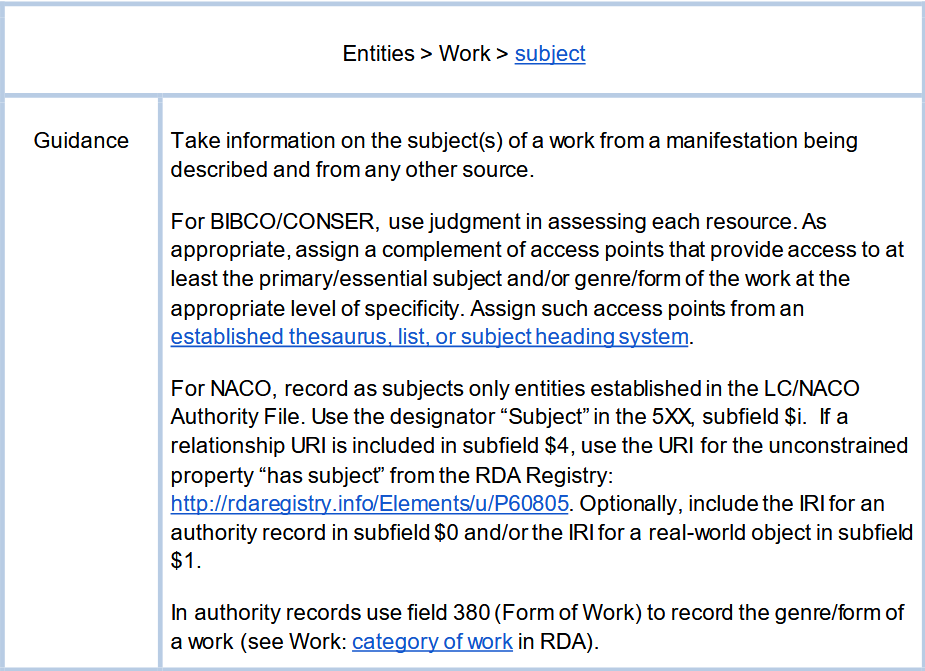 Entities > Work > subject
Guidance
Take information on the subject(s) of a work from a manifestation being
described and from any other source.
For BIBCO/CONSER, use judgment in assessing each resource. As
appropriate, assign a complement of access points that provide access to at
least the primary/essential subject and/or genre/form of the work at the
appropriate level of specificity. Assign such access points from an
established thesaurus, list, or subject heading system.
For NACO, record as subjects only entities established in the LC/NACO
Authority File. Use the designator “Subject” in the 5XX, subfield $i. If a
relationship URI is included in subfield $4, use the URI for the unconstrained
property “has subject” from the RDA Registry:
http://rdaregistry.info/Elements/u/P60805. Optionally, include the IRI for an
authority record in subfield $0 and/or the IRI for a real-world object in subfield
$1.
In authority records use field 380 (Form of Work) to record the genre/form of
a work (see Work: category of work in RDA).